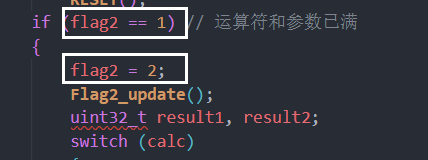 RESET();
if (flag2 == 1) // 运算符和参数已满
{
flag2 = 2;
Flag2_update();
uint32_t result1, result2;
switch (calc)
{